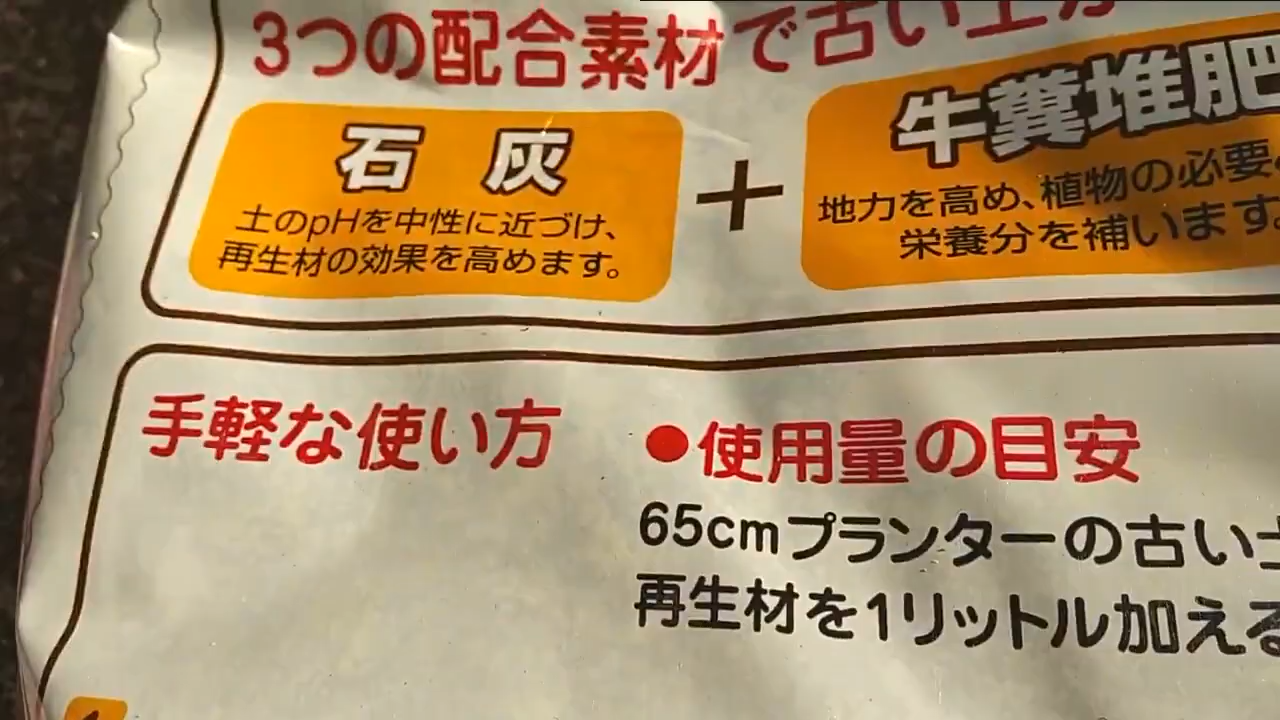 3つの配合素材で古い土が
石 灰
土のpHを中性に近づけ、
再生材の効果を高めます。
+
牛糞堆肥
地力を高め、植物の必要
栄養分を補います。
手軽な使い方
●使用量の目安
65cmプランターの古い土
再生材を1リットル加える